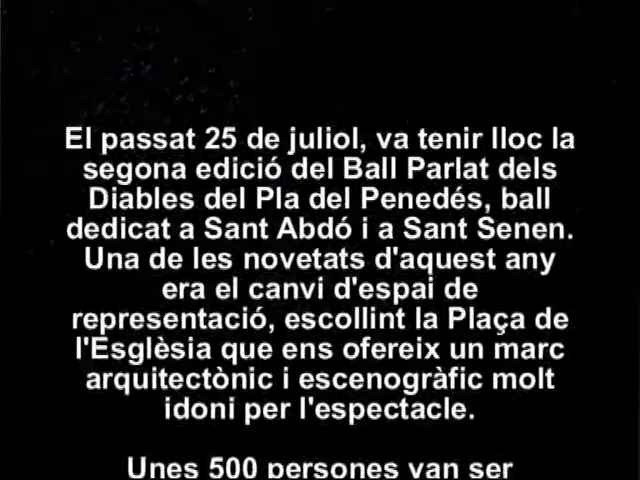 El passat 25 de juliol, va tenir lloc la
segona edició del Ball Parlat dels
Diables del Pla del Penedés, ball
dedicat a Sant Abdó i a Sant Senen.
Una de les novetats d'aquest any
era el canvi d'espai de
representació, escollint la Plaça de
l'Esglèsia que ens ofereix un marc
arquitectònic i escenogràfic molt
idoni per l'espectacle.
Unes 500 persones van ser